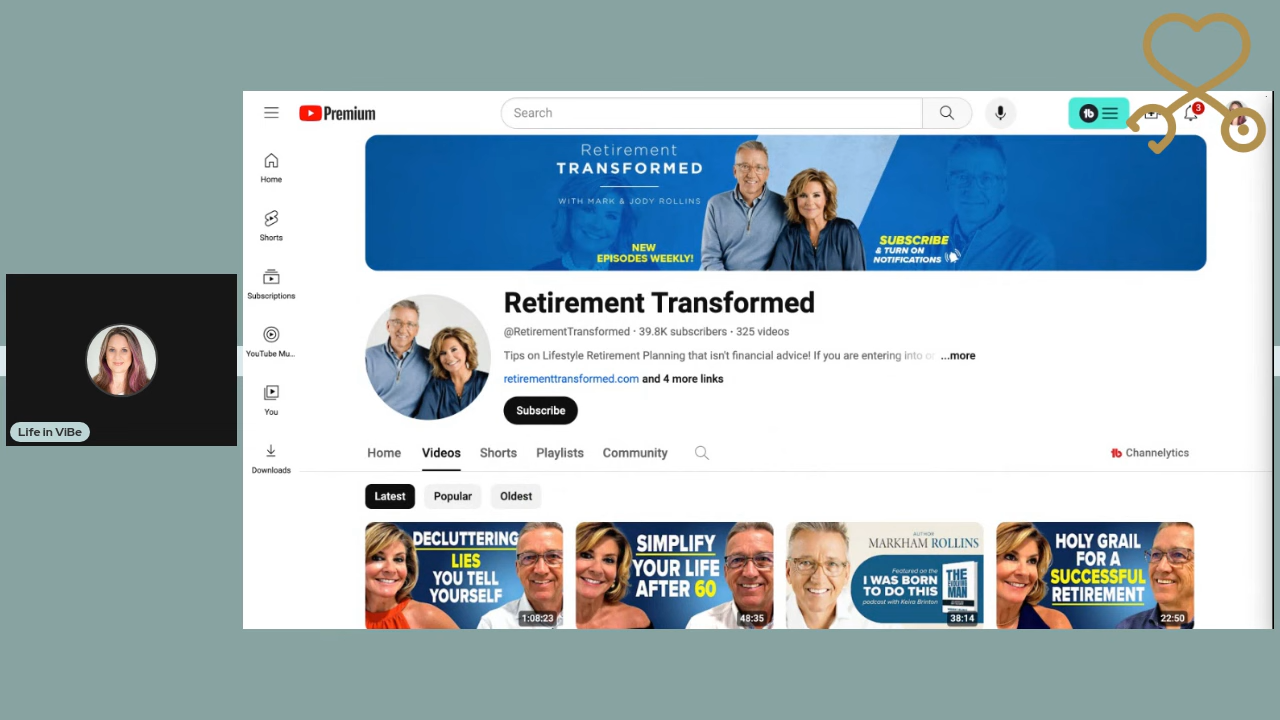 Premium
Search
3
Home
Shorts
Subscriptions
YouTube Mu...
You
Downloads
Life in ViBe
Retirement
TRANSFORMED
WITH MARK & JODY ROLLINS
NEW
EPISODES WEEKLY!
SUBSCRIBE
& TURN ON
NOTIFICATIONS
Retirement Transformed
@RetirementTransformed · 39.8K subscribers · 325 videos
Tips on Lifestyle Retirement Planning that isn't financial advice! If you are entering into or ...more
retirementtransformed.com and 4 more links
Subscribe
Home Videos Shorts Playlists Community
Channelytics
Latest Popular Oldest
DECLUTTERING
LIES
YOU TELL
YOURSELF
1:08:23
SIMPLIFY
YOUR LIFE
AFTER 60
48:35
AUTHOR
MARKHAM ROLLINS
Featured on the
I WAS BORN
TO DO THIS
podcast with Keira Brinton
THE
MAN
38:14
HOLY GRAIL
FOR A
SUCCESSFUL
RETIREMENT
22:50